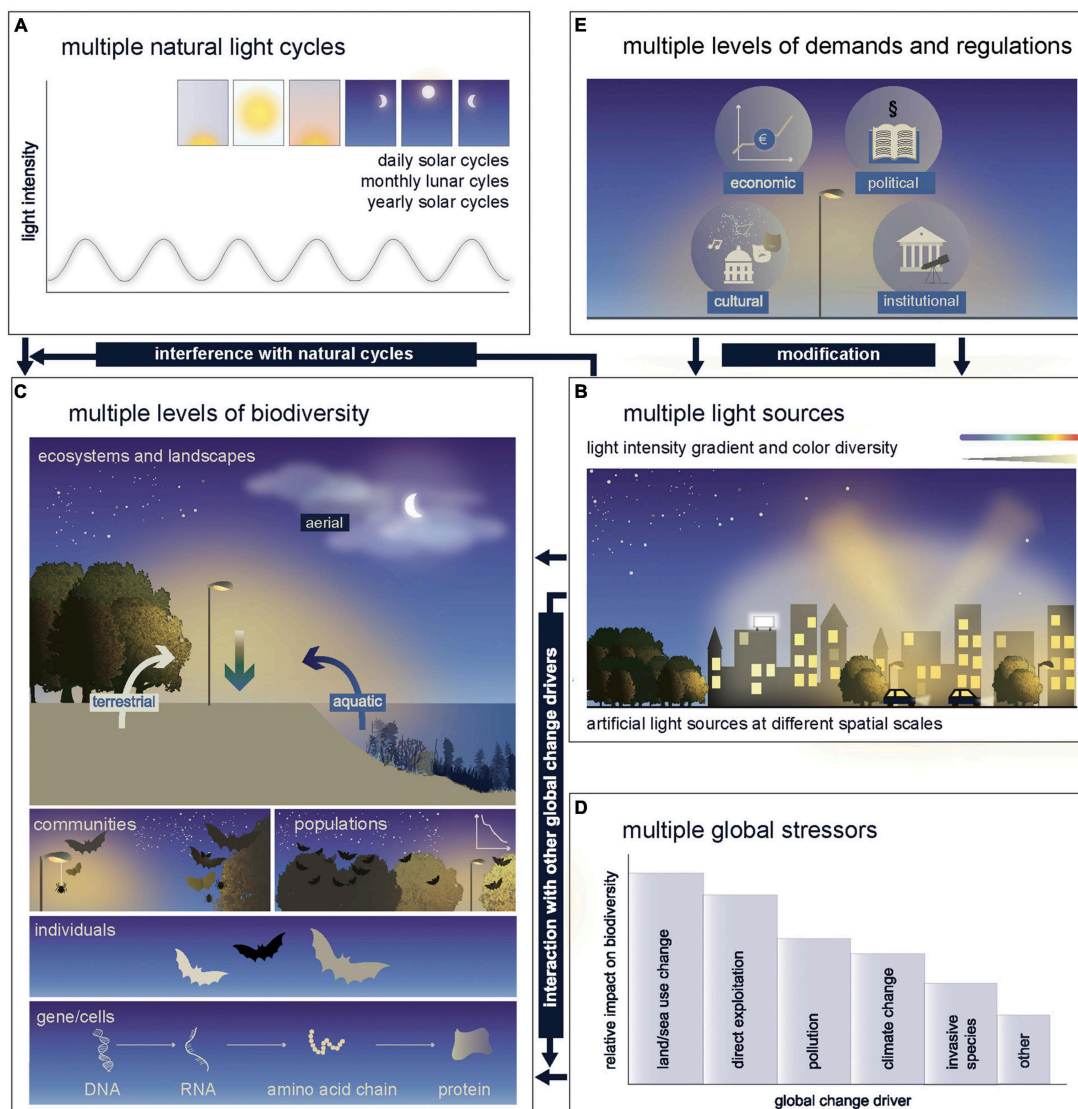 A
multiple natural light cycles
light intensity
daily solar cycles
monthly lunar cyles
yearly solar cycles
E
multiple levels of demands and regulations
€
§
economic
political
cultural
institutional
interference with natural cycles
modification
C
multiple levels of biodiversity
ecosystems and landscapes
aerial
terrestrial
aquatic
communities
populations
individuals
gene/cells
DNA
RNA
amino acid chain
protein
interaction with other global change drivers
B
multiple light sources
light intensity gradient and color diversity
artificial light sources at different spatial scales
D
multiple global stressors
relative impact on biodiversity
land/sea use change
direct exploitation
pollution
climate change
invasive
species
other
global change driver